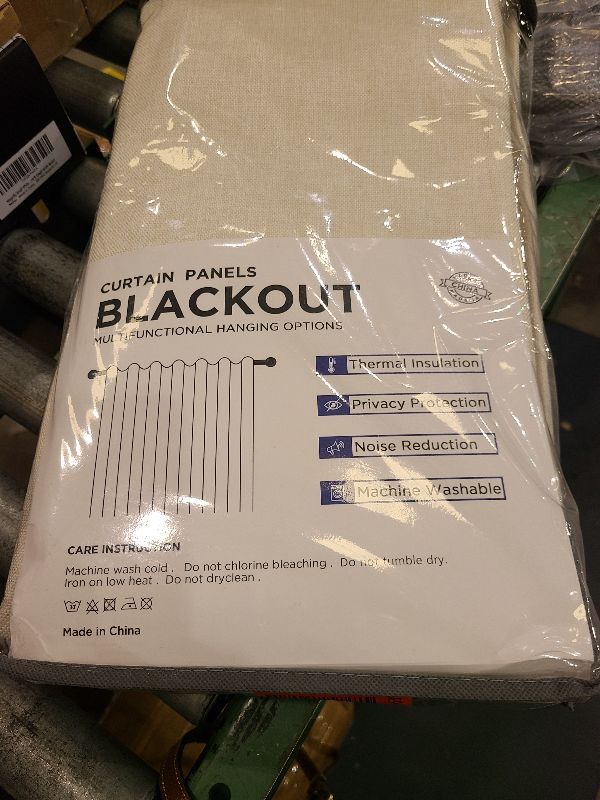 CURTAIN PANELS
BLACKOUT
MULTIFUNCTIONAL HANGING OPTIONS
CHINA
Thermal Insulation
Privacy Protection
Noise Reduction
Machine Washable
CARE INSTRUCTION
Machine wash cold . Do not chlorine bleaching . Do not tumble dry.
Iron on low heat . Do not dryclean .
Made in China